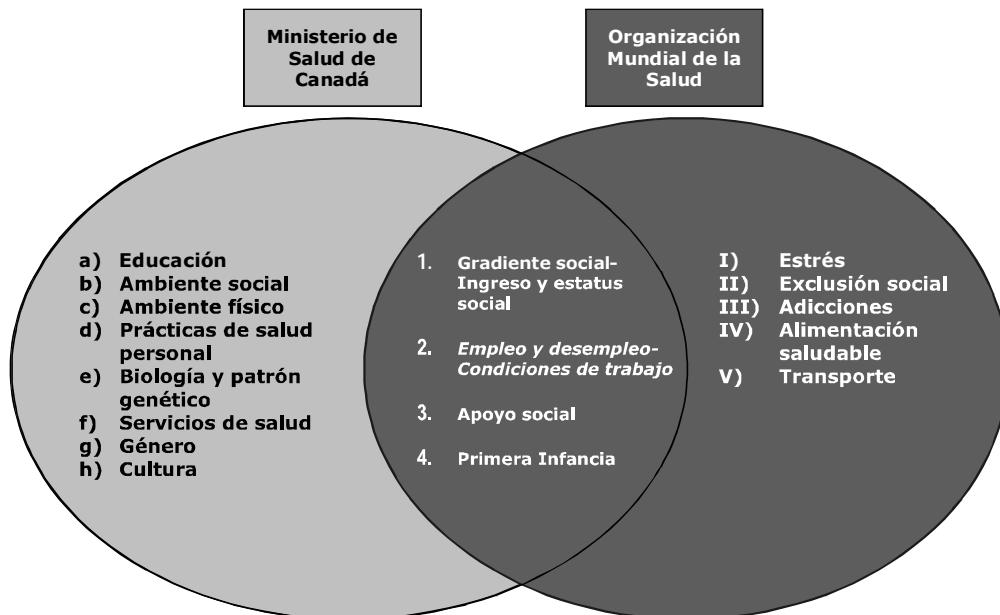 Ministerio de
Salud de
Canadá
Organización
Mundial de la
Salud
a) Educación
b) Ambiente social
c) Ambiente físico
d) Prácticas de salud
personal
e) Biología y patrón
genético
f) Servicios de salud
g) Género
h) Cultura
1. Gradiente social-
Ingreso y estatus
social
2. Empleo y desempleo-
Condiciones de trabajo
3. Apoyo social
4. Primera Infancia
I) Estrés
II) Exclusión social
III) Adicciones
IV) Alimentación
saludable
V) Transporte